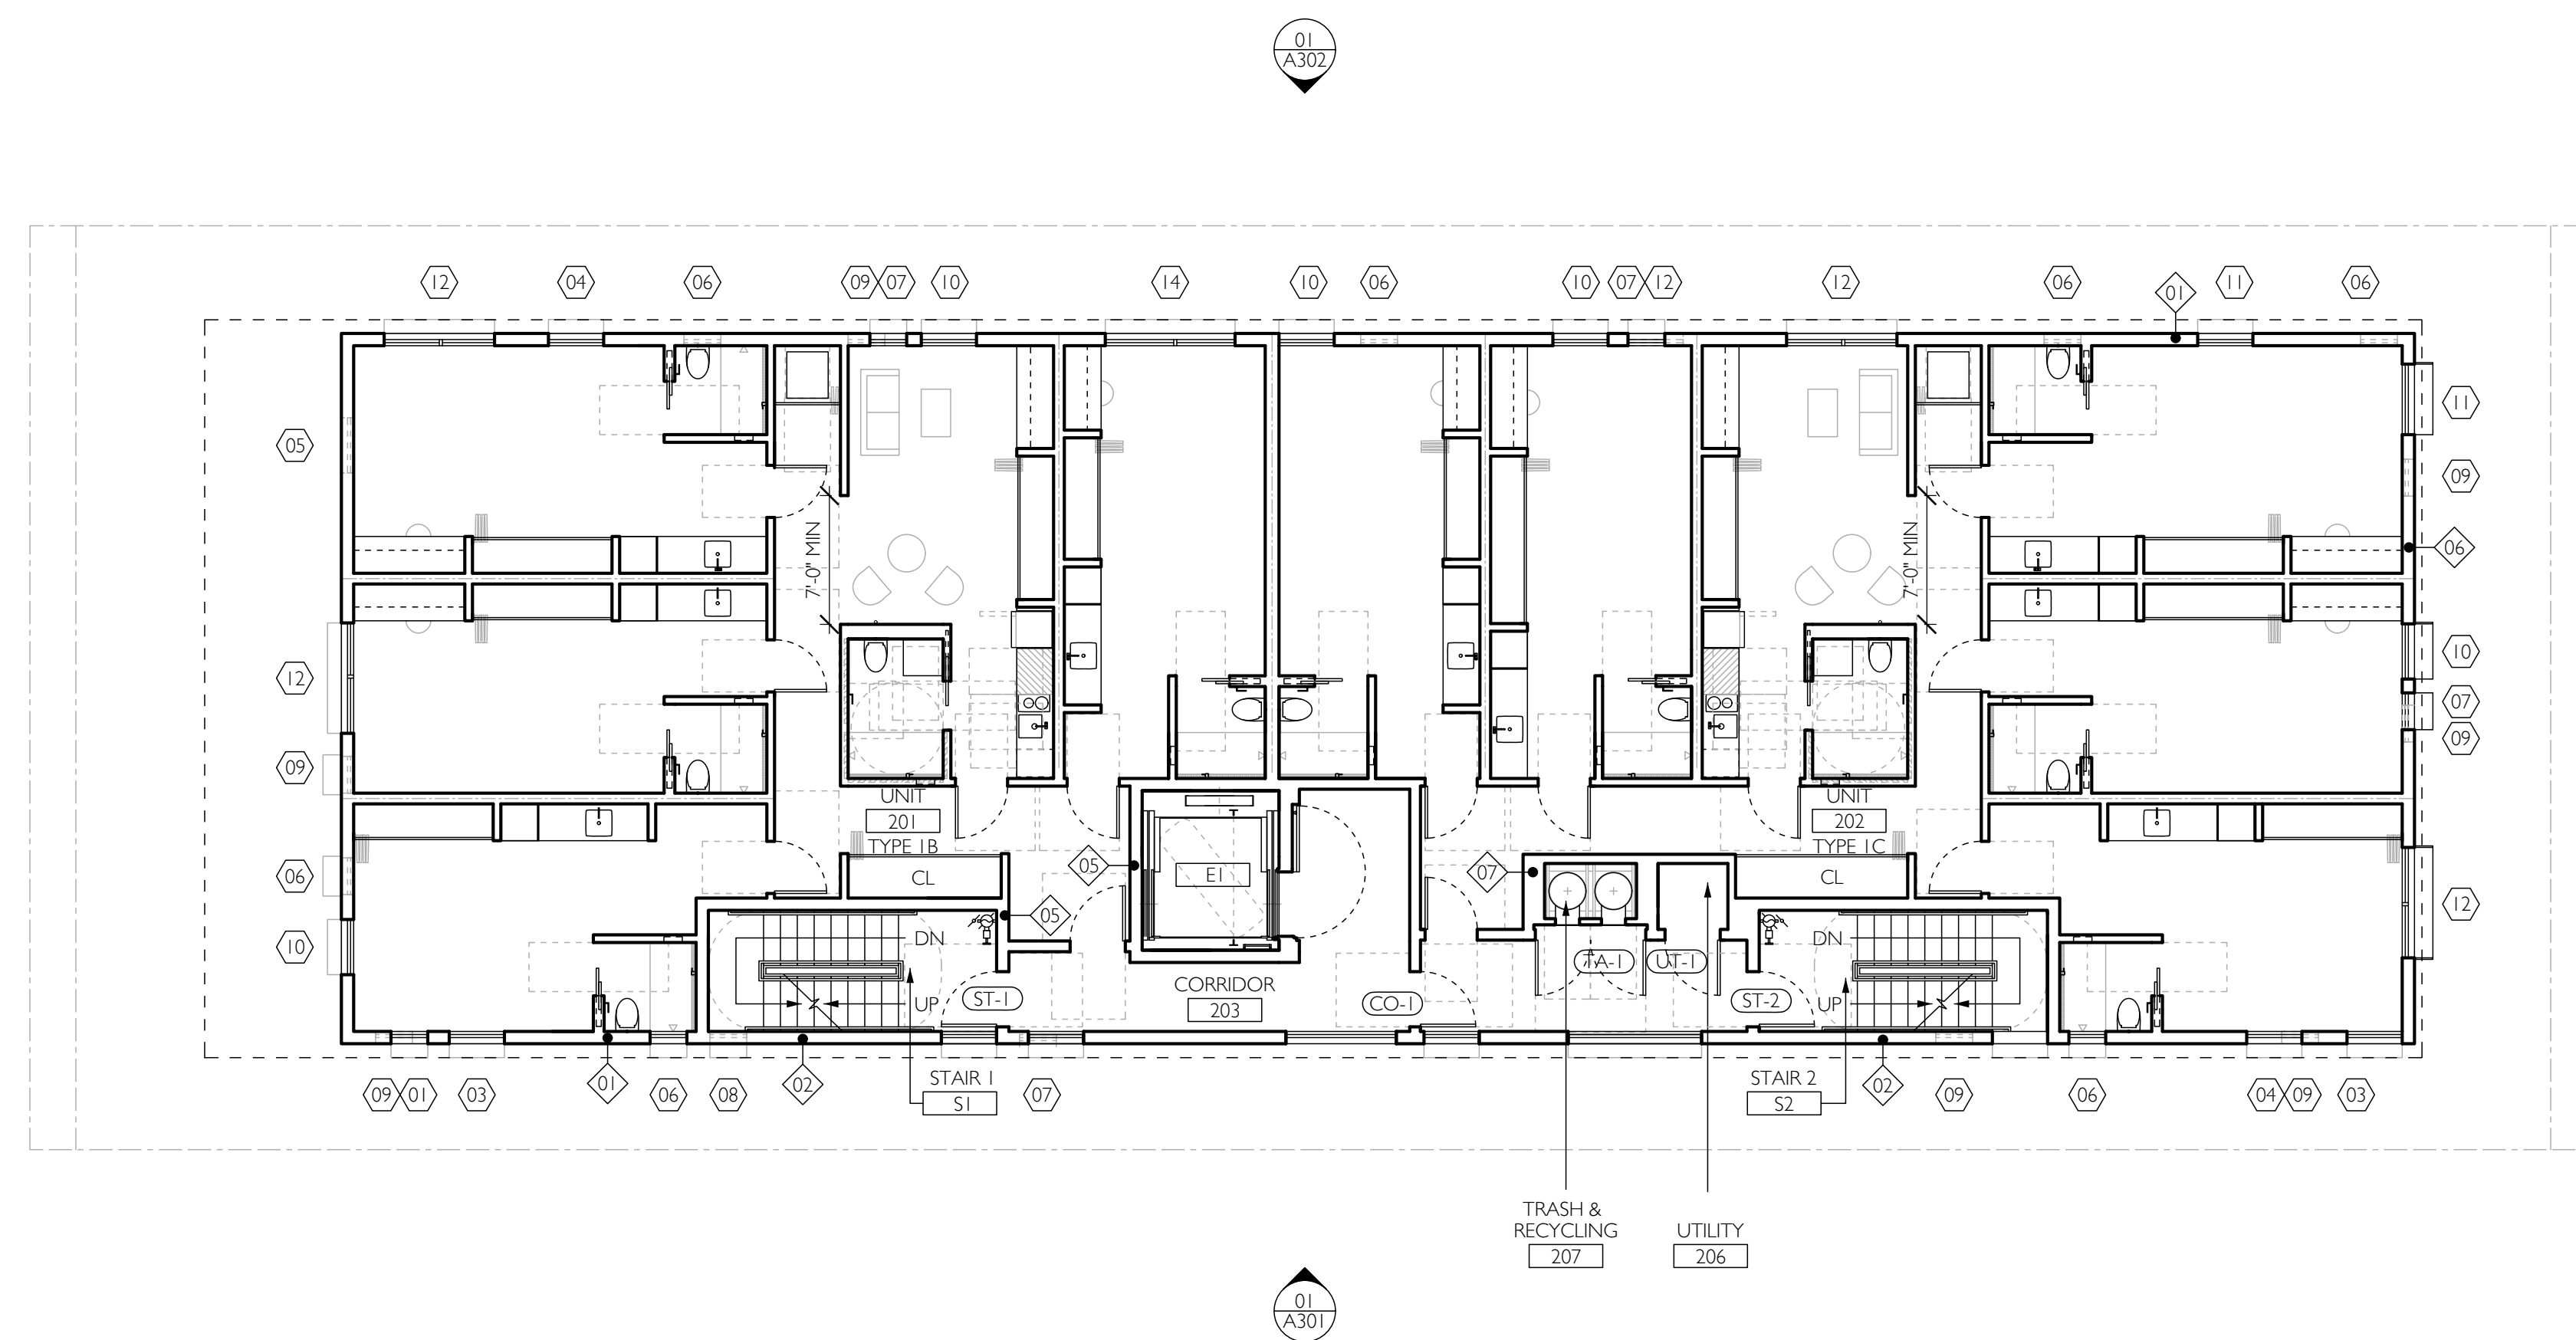 01
A302
12
04
06
09
07
10
14
10
06
10
07
12
12
06
01
11
06
05
11
09
06
7'-0" MIN
7'-0" MIN
12
10
07
09
09
UNIT
201
TYPE 1B
UNIT
202
TYPE 1C
06
05
E1
07
CL
CL
12
05
10
DN
DN
TA-1
UT-1
UP
ST-1
CORRIDOR
203
CO-1
ST-2
UP
09
01
03
01
06
08
02
STAIR 1
S1
07
STAIR 2
S2
02
09
06
04
09
03
TRASH &
RECYCLING
207
UTILITY
206
01
A301